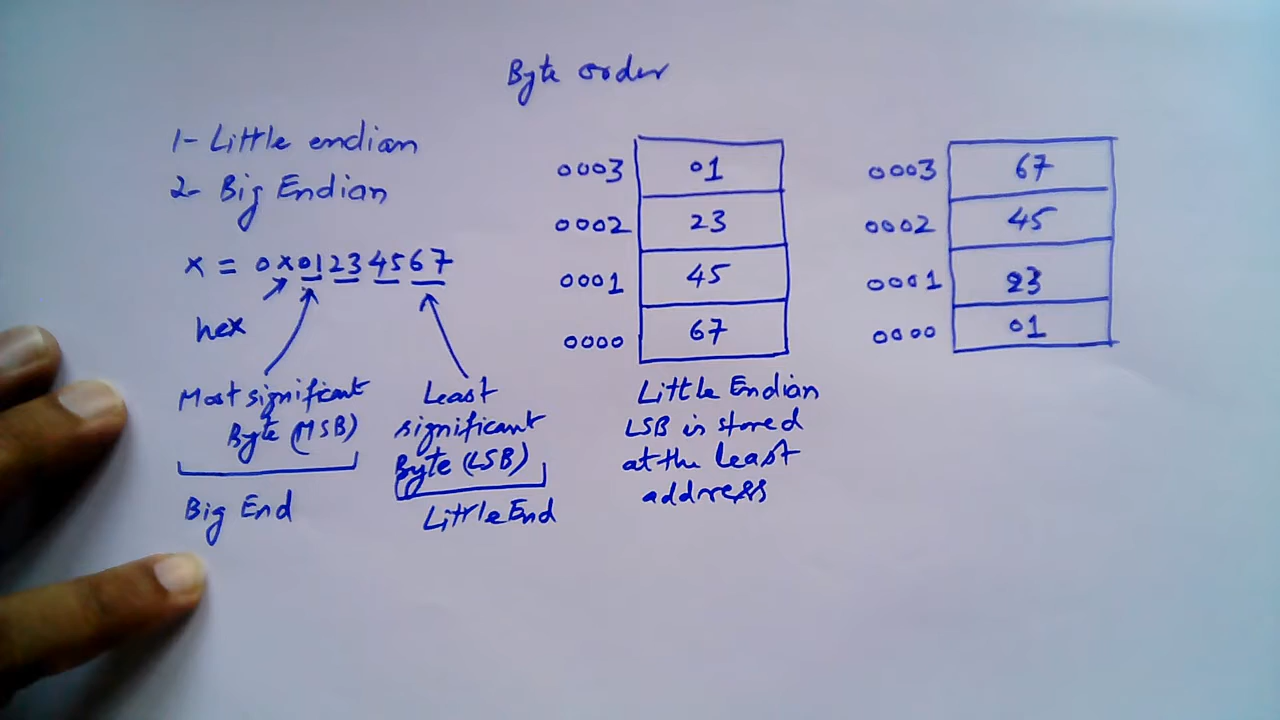 Byte order
1- Little endian
2- Big Endian
x = 0x01234567
hex
Most significant
Byte (MSB)
Big End
Least
significant
Byte (LSB)
Little End
0003 01
0002 23
0001 45
0000 67
Little Endian
LSB is stored
at the least
address
0003 67
0002 45
0001 23
0000 01